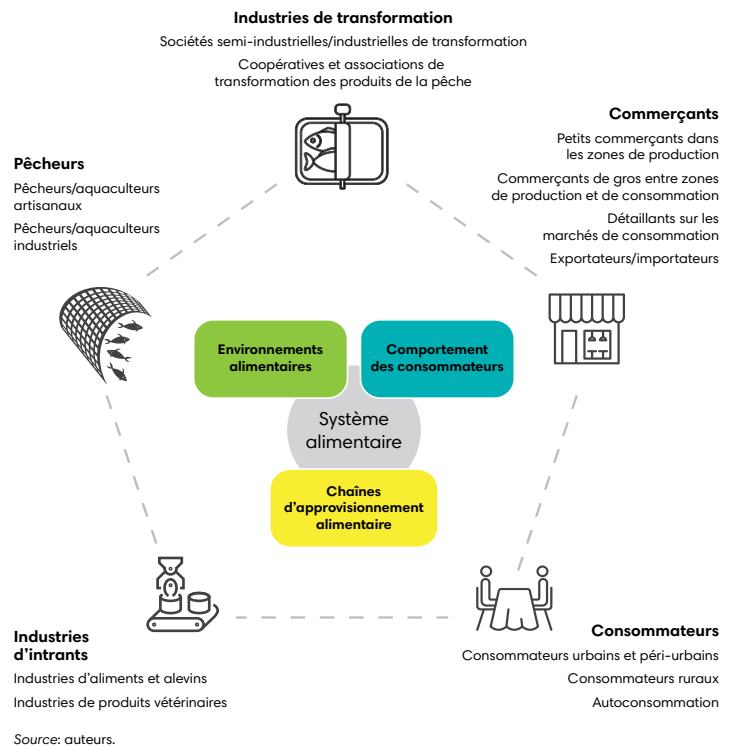 Industries de transformation
Sociétés semi-industrielles/industrielles de transformation
Coopératives et associations de
transformation des produits de la pêche
Commerçants
Petits commerçants dans
les zones de production
Commerçants de gros entre zones
de production et de consommation
Détaillants sur les
marchés de consommation
Exportateurs/importateurs
Pêcheurs
Pêcheurs/aquaculteurs
artisanaux
Pêcheurs/aquaculteurs
industriels
Environnements
alimentaires
Comportement
des consommateurs
Système
alimentaire
Chaînes
d'approvisionnement
alimentaire
Industries
d'intrants
Industries d'aliments et alevins
Industries de produits vétérinaires
Consommateurs
Consommateurs urbains et péri-urbains
Consommateurs ruraux
Autoconsommation
Source: auteurs.